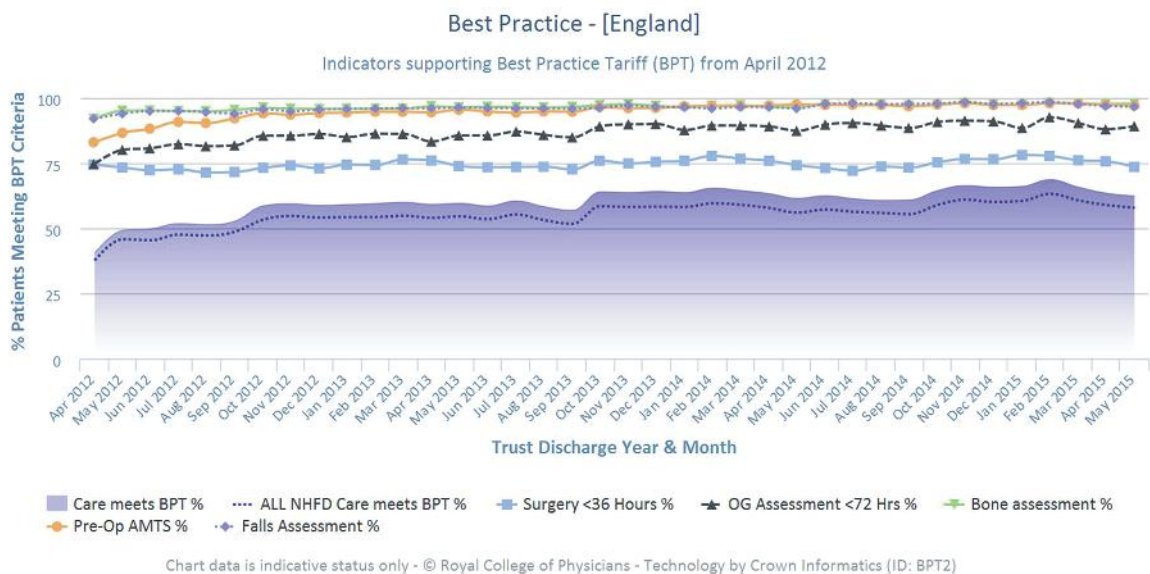 Best Practice - [England]
Indicators supporting Best Practice Tariff (BPT) from April 2012
% Patients Meeting BPT Criteria
100
75
50
25
0
Apr 2012
May 2012
Jun 2012
Jul 2012
Aug 2012
Sep 2012
Oct 2012
Nov 2012
Dec 2012
Jan 2013
Feb 2013
Mar 2013
Apr 2013
May 2013
Jun 2013
Jul 2013
Aug 2013
Sep 2013
Oct 2013
Nov 2013
Dec 2013
Jan 2014
Feb 2014
Mar 2014
Apr 2014
May 2014
Jun 2014
Jul 2014
Aug 2014
Sep 2014
Oct 2014
Nov 2014
Dec 2014
Jan 2015
Feb 2015
Mar 2015
Apr 2015
May 2015
Trust Discharge Year & Month
Care meets BPT % ALL NHFD Care meets BPT % Surgery <36 Hours % OG Assessment <72 Hrs % Bone assessment %
Pre-Op AMTS % Falls Assessment %
Chart data is indicative status only - © Royal College of Physicians - Technology by Crown Informatics (ID: BPT2)